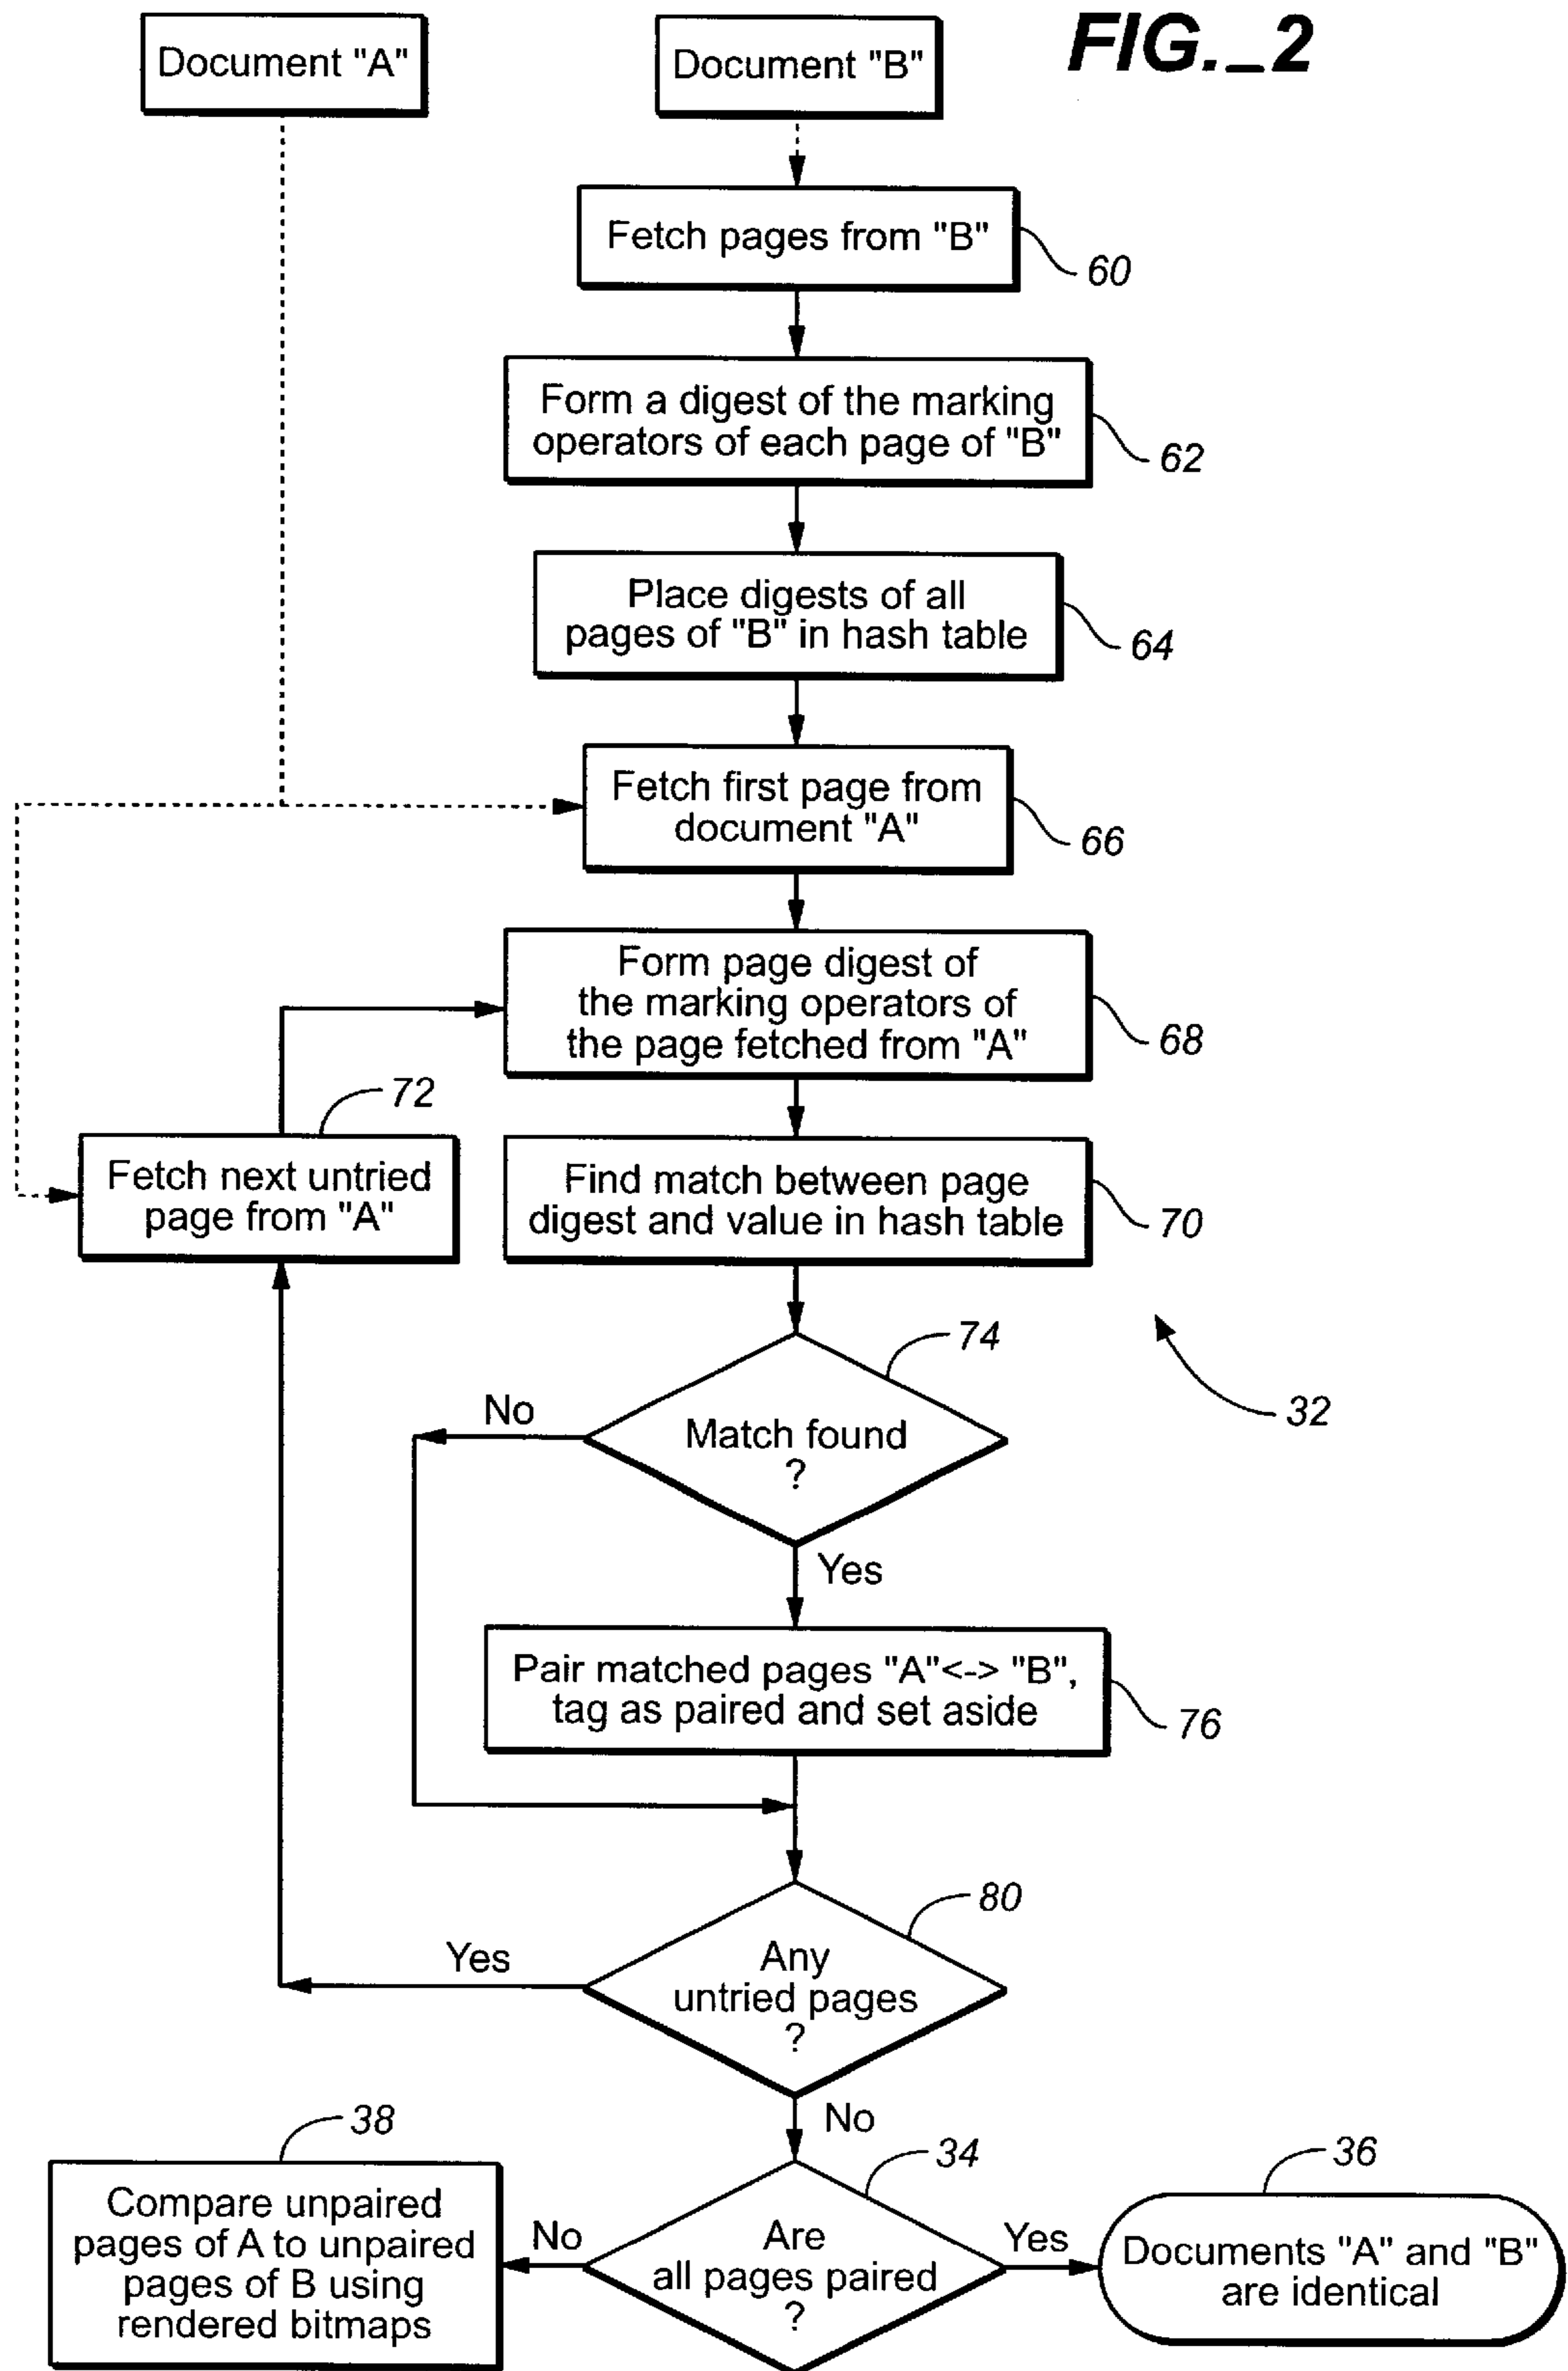 FIG._2
Document "A"
Document "B"
Fetch pages from "B"
60
Form a digest of the marking
operators of each page of "B"
62
Place digests of all
pages of "B" in hash table
64
Fetch first page from
document "A"
66
Form page digest of
the marking operators of
the page fetched from "A"
68
72
Fetch next untried
page from "A"
Find match between page
digest and value in hash table
70
74
32
No
Match found
?
Yes
Pair matched pages "A"<-> "B",
tag as paired and set aside
76
80
Yes
Any
untried pages
?
No
38
34
36
Compare unpaired
pages of A to unpaired
pages of B using
rendered bitmaps
No
Are
all pages paired
?
Yes
Documents "A" and "B"
are identical